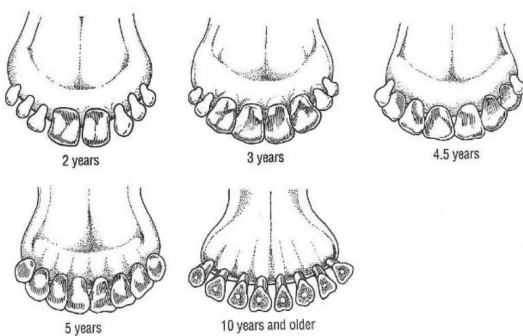 2 years
3 years
4.5 years
5 years
10 years and older